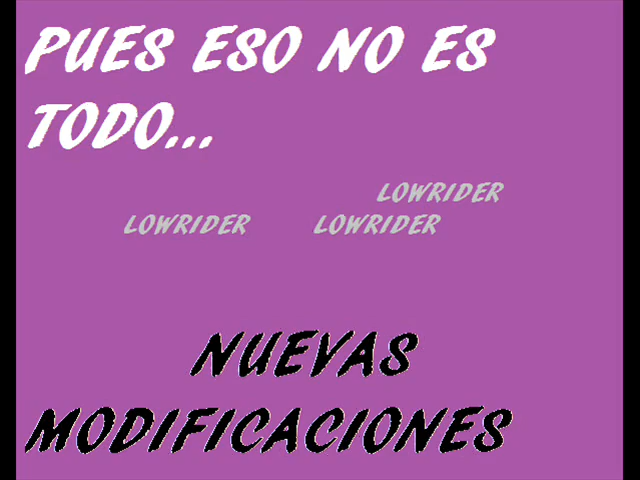 PUES ESO NO ES
TODO...
LOWRIDER
LOWRIDER LOWRIDER
NUEVAS
MODIFICACIONES